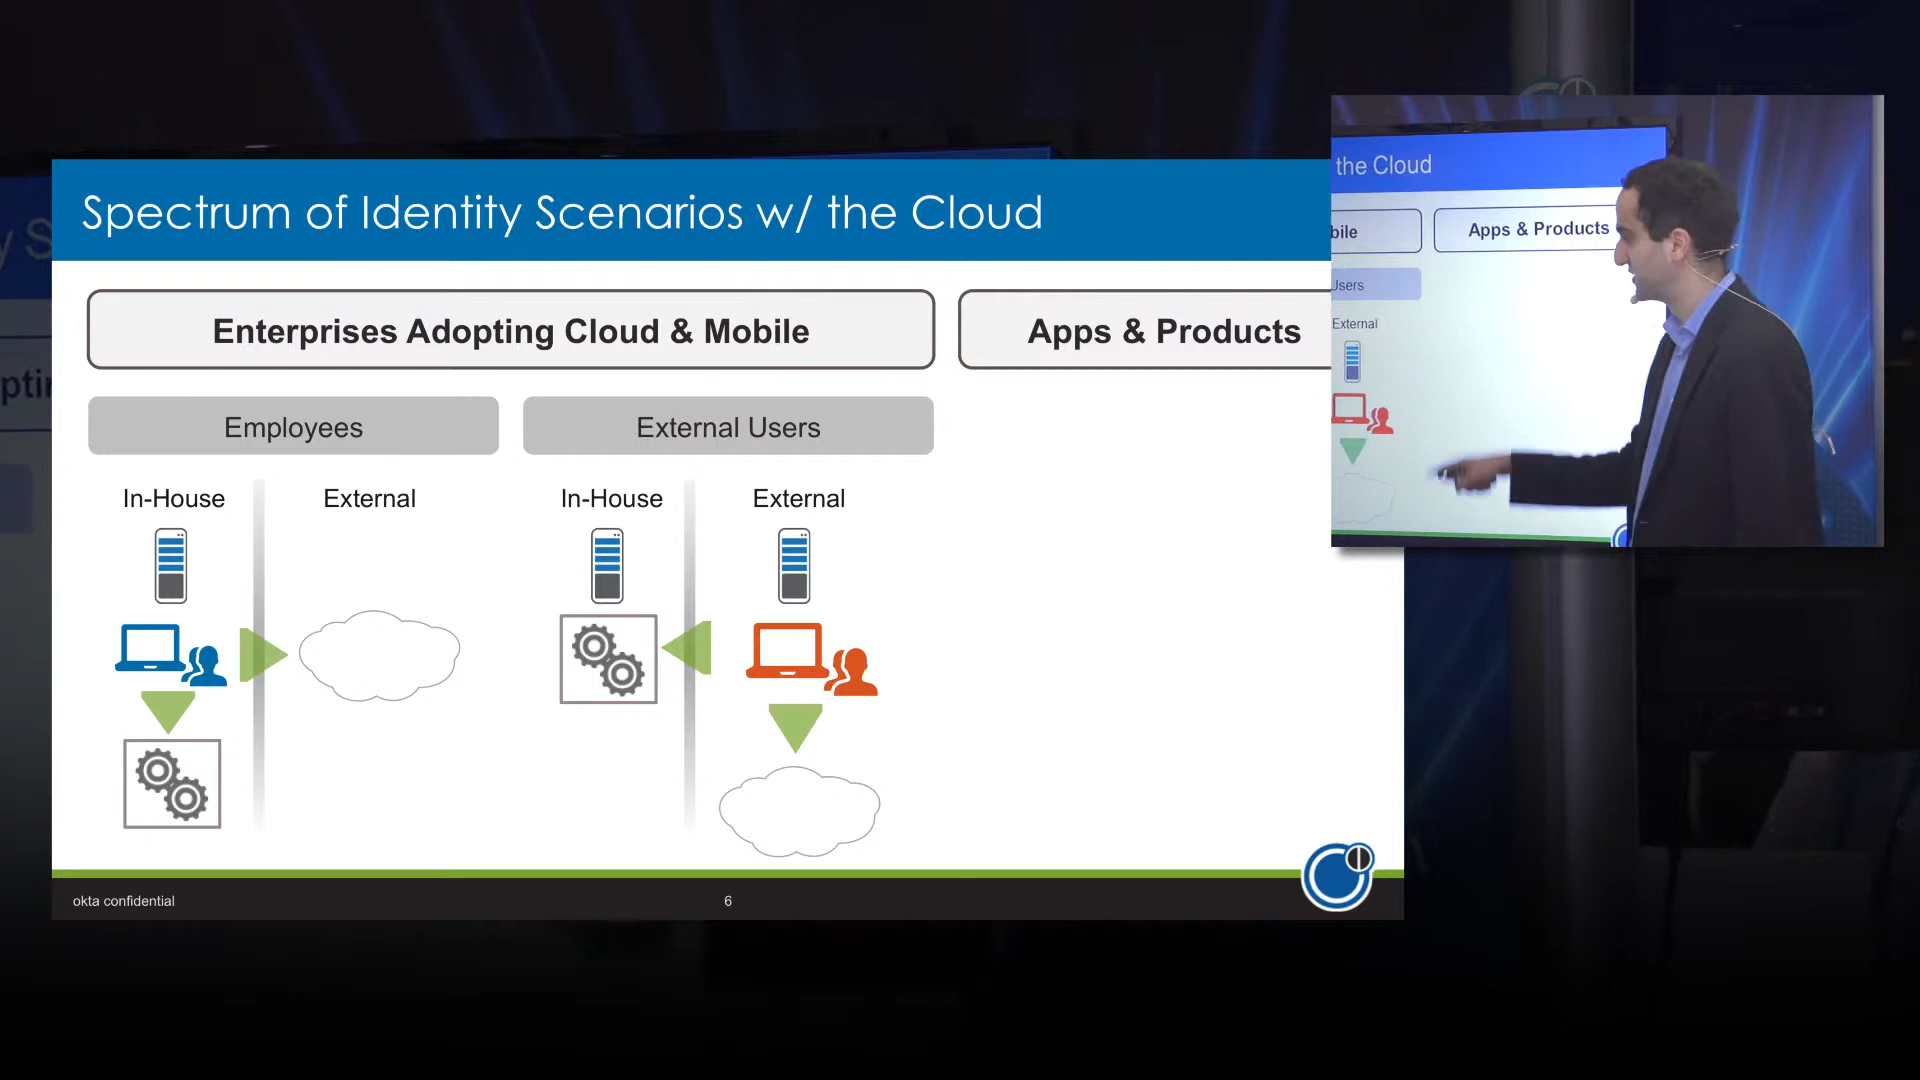 Spectrum of Identity Scenarios w/ the Cloud
Enterprises Adopting Cloud & Mobile
Apps & Products
Employees
External Users
In-House
External
In-House
External
okta confidential
6
the Cloud
bile
Apps & Products
Users
External
y S
ptin